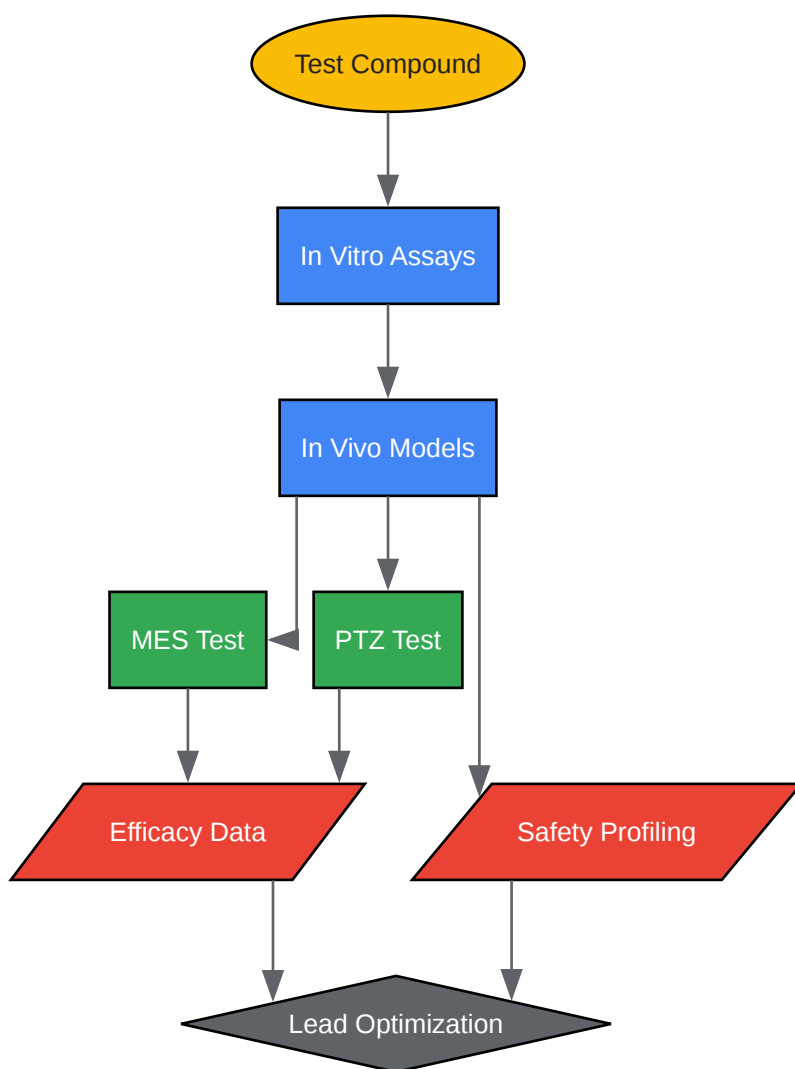 Test Compound
In Vitro Assays
In Vivo Models
MES Test
PTZ Test
Efficacy Data
Safety Profiling
Lead Optimization